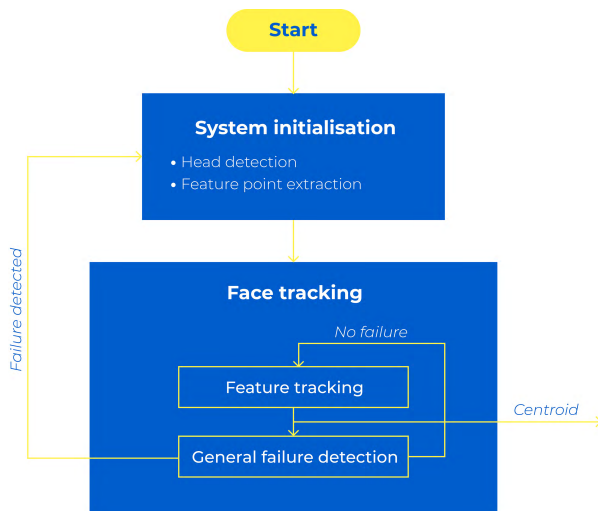 Start
System initialisation
• Head detection
• Feature point extraction
Failure detected
Face tracking
No failure
Feature tracking
Centroid
General failure detection